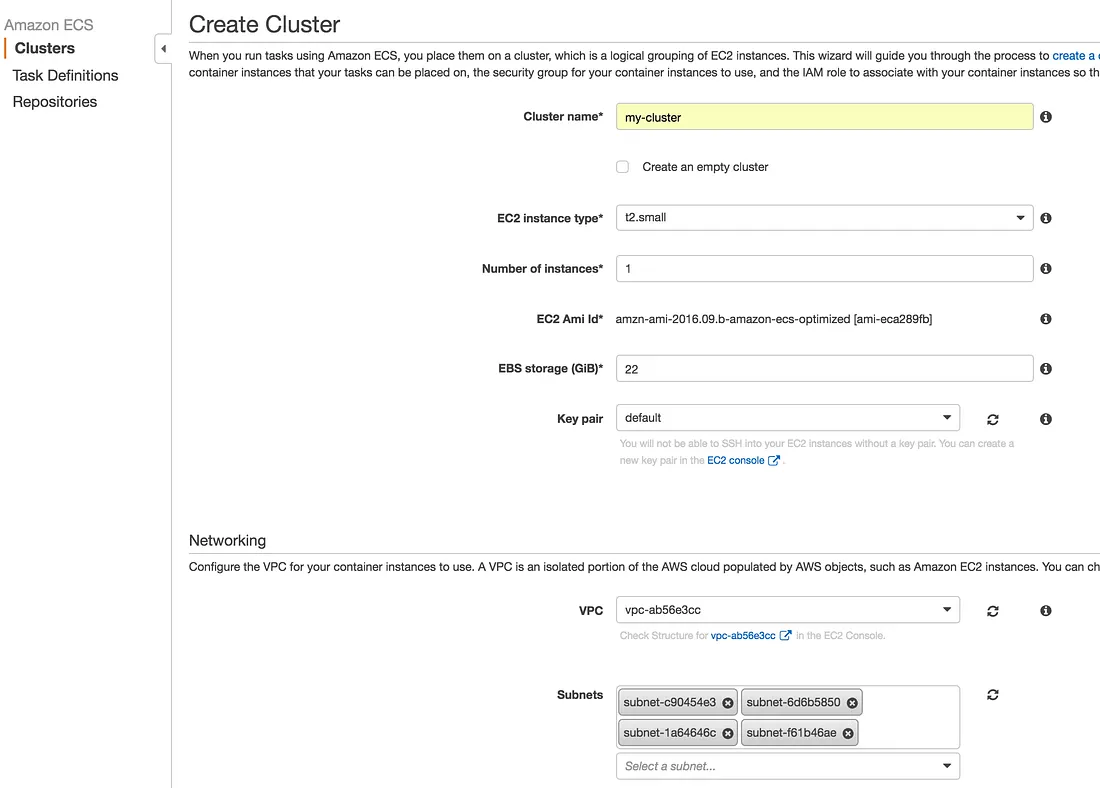 Amazon ECS
Clusters
Task Definitions
Repositories
Create Cluster
When you run tasks using Amazon ECS, you place them on a cluster, which is a logical grouping of EC2 instances. This wizard will guide you through the process to create a
container instances that your tasks can be placed on, the security group for your container instances to use, and the IAM role to associate with your container instances so th
Cluster name* my-cluster
Create an empty cluster
EC2 instance type* t2.small
Number of instances* 1
EC2 Ami Id* amzn-ami-2016.09.b-amazon-ecs-optimized [ami-eca289fb]
EBS storage (GiB)* 22
Key pair default
You will not be able to SSH into your EC2 instances without a key pair. You can create a
new key pair in the EC2 console .
Networking
Configure the VPC for your container instances to use. A VPC is an isolated portion of the AWS cloud populated by AWS objects, such as Amazon EC2 instances. You can ch
VPC vpc-ab56e3cc
Check Structure for vpc-ab56e3cc in the EC2 Console.
Subnets subnet-c90454e3 subnet-6d6b5850
subnet-1a64646c subnet-f61b46ae
Select a subnet...